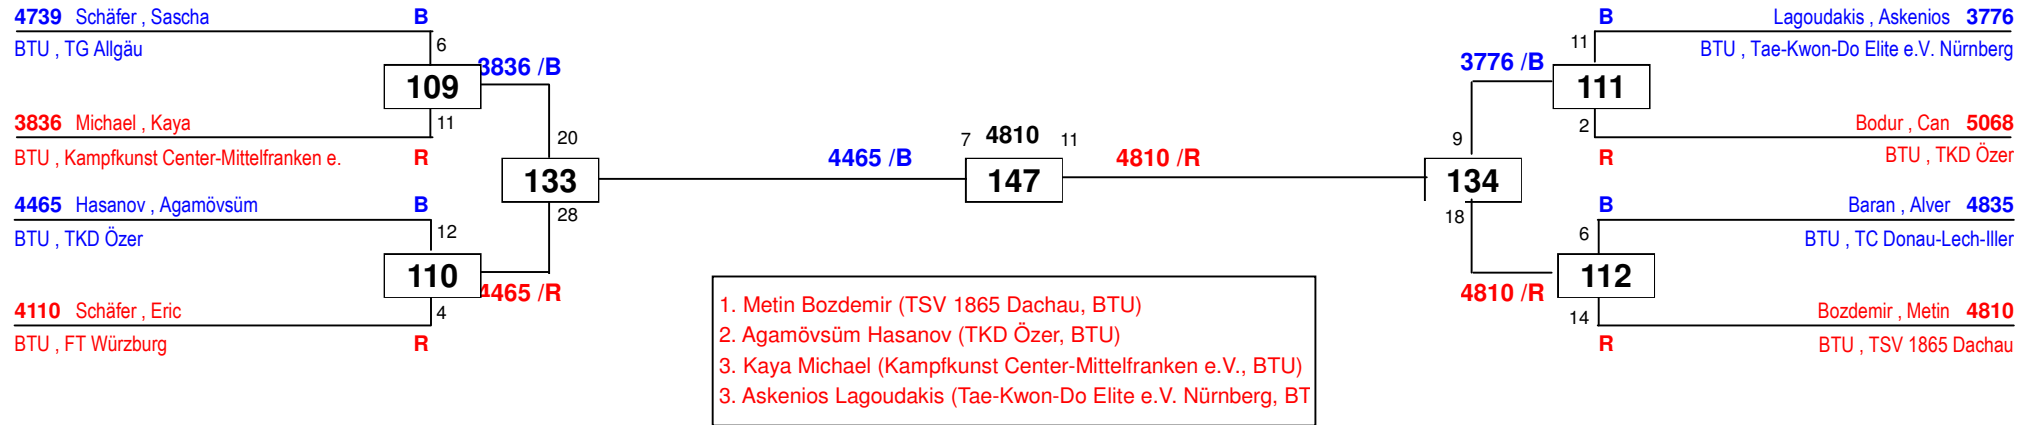 4739 Schäfer , Sascha B
BTU , TG Allgäu
6
109
3836 /B
11
3836 Michael , Kaya
BTU , Kampfkunst Center-Mittelfranken e. R
20
133
28
4465 Hasanov , Agamövsüm B
BTU , TKD Özer
12
110
4465 /R
4
4110 Schäfer , Eric
BTU , FT Würzburg R
4465 /B
7 4810 11
147
4810 /R
B Lagoudakis , Askenios 3776
BTU , Tae-Kwon-Do Elite e.V. Nürnberg
11
3776 /B
111
2
Bodur , Can 5068
R BTU , TKD Özer
9
134
18
B Baran , Alver 4835
BTU , TC Donau-Lech-Iller
6
112
4810 /R
14
Bozdemir , Metin 4810
R BTU , TSV 1865 Dachau
1. Metin Bozdemir (TSV 1865 Dachau, BTU)
2. Agamövsüm Hasanov (TKD Özer, BTU)
3. Kaya Michael (Kampfkunst Center-Mittelfranken e.V., BTU)
3. Askenios Lagoudakis (Tae-Kwon-Do Elite e.V. Nürnberg, BT